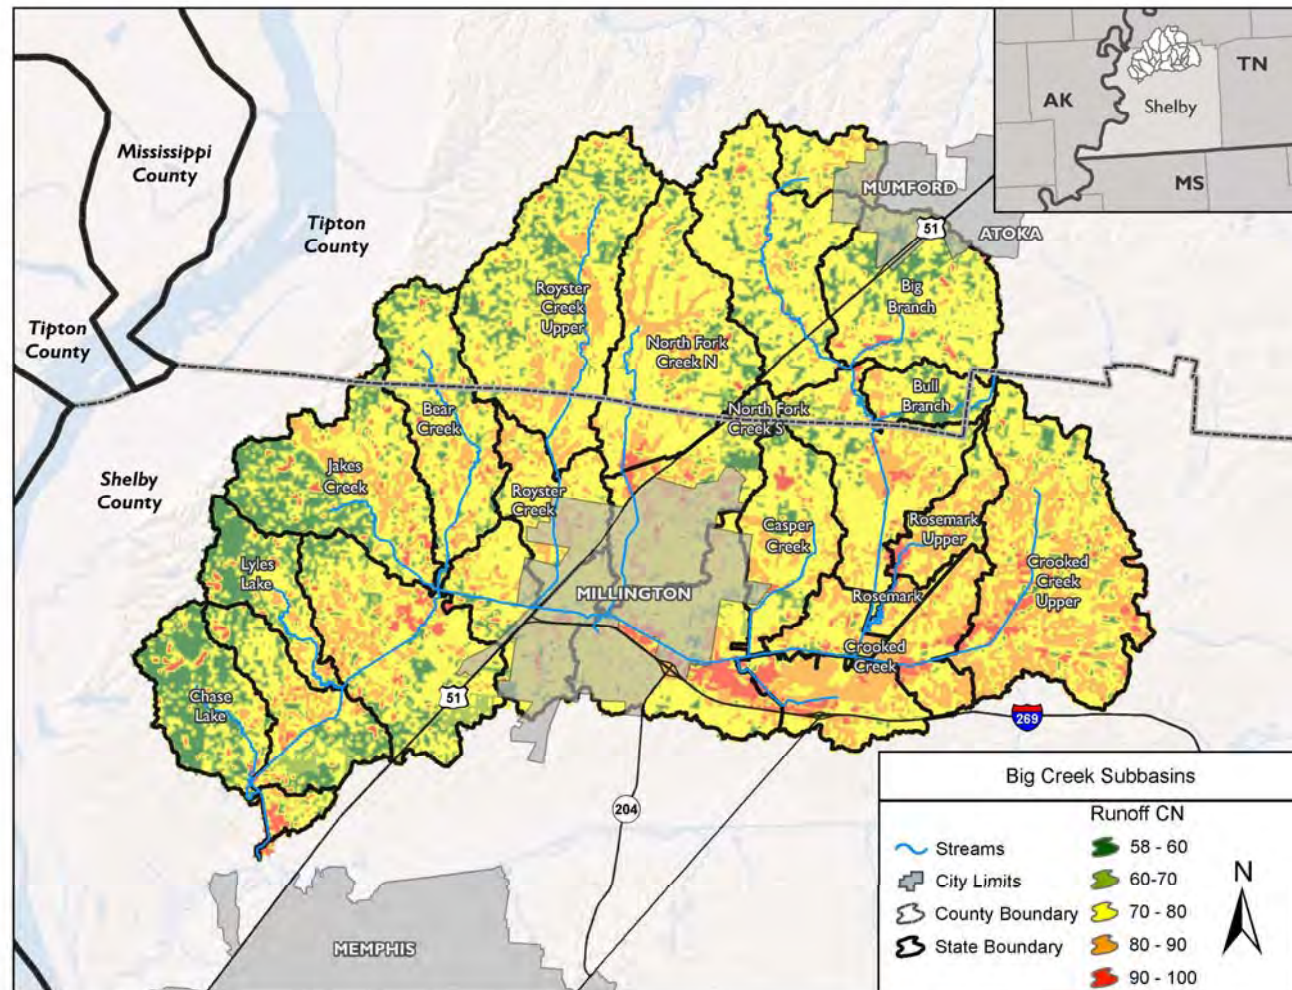 Mississippi
County
Tipton
County
Tipton
County
Shelby
County
AK
TN
Shelby
MS
MUMFORD
51
ATOKA
Big
Branch
Royster
Creek
Upper
North Fork
Creek N
Bull
Branch
Bear
Creek
North Fork
Creek S
Jakes
Creek
Royster
Creek
Casper
Creek
Rosemark
Upper
Lyles
Lake
Crooked
Creek
Upper
MILLINGTON
Rosemark
Crooked
Creek
Chase
Lake
51
269
204
MEMPHIS
Big Creek Subbasins
Runoff CN
Streams
City Limits
County Boundary
State Boundary
58 - 60
60-70
70 - 80
80 - 90
90 - 100
N